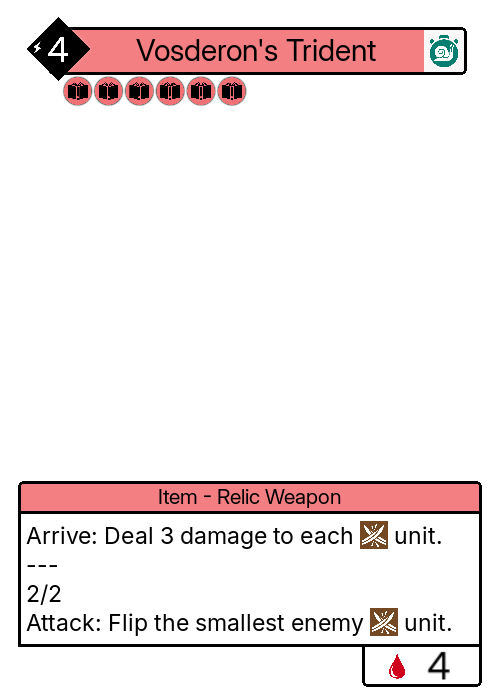 4
Vosderon's Trident
Item - Relic Weapon
Arrive: Deal 3 damage to each unit.
---
2/2
Attack: Flip the smallest enemy unit.
4